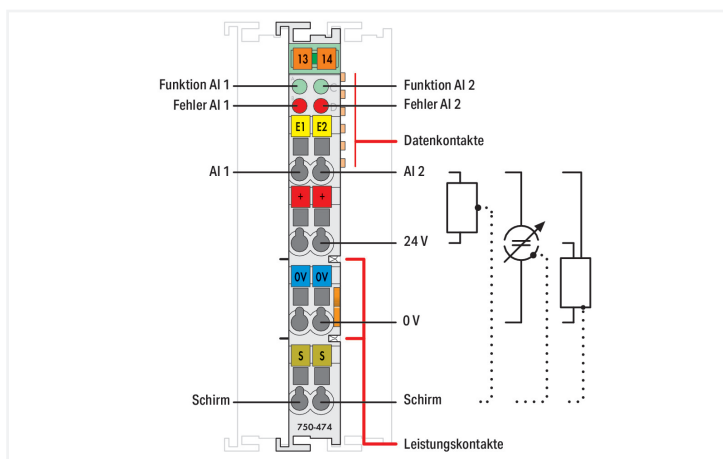 13 14
Funktion AI 1
Funktion AI 2
Fehler AI 1
Fehler AI 2
E1 E2
Datenkontakte
AI 1
AI 2
+ +
24 V
0V 0V
0 V
S S
Schirm
Schirm
750-474
Leistungskontakte